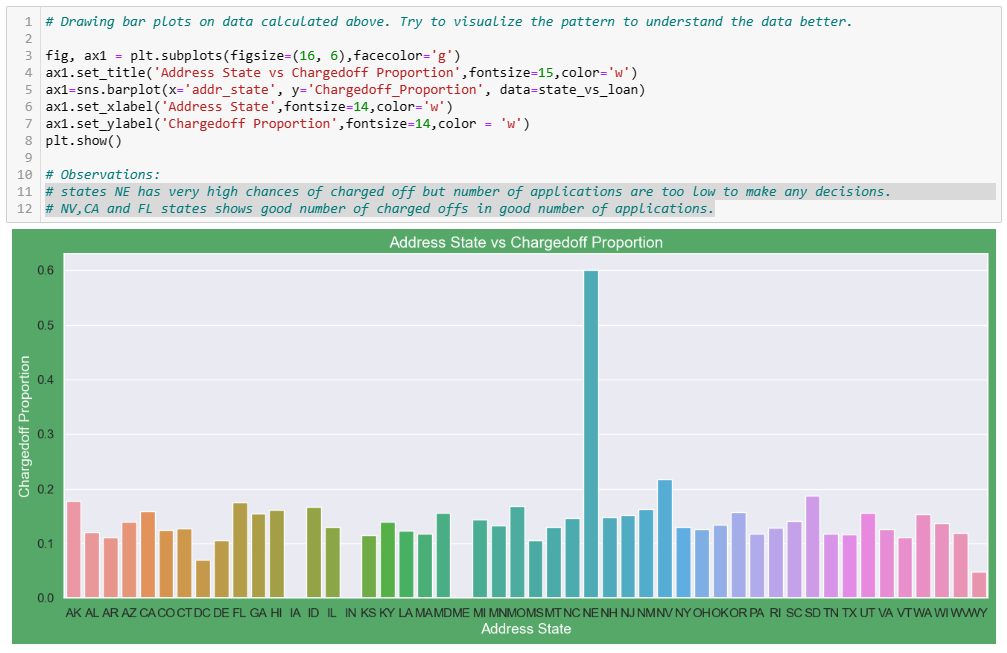 1 # Drawing bar plots on data calculated above. Try to visualize the pattern to understand the data better.
2
3 fig, ax1 = plt.subplots(figsize=(16, 6),facecolor='g')
4 ax1.set_title('Address State vs Chargedoff Proportion',fontsize=15,color='w')
5 ax1=sns.barplot(x='addr_state', y='Chargedoff_Proportion', data=state_vs_loan)
6 ax1.set_xlabel('Address State',fontsize=14,color='w')
7 ax1.set_ylabel('Chargedoff Proportion',fontsize=14,color = 'w')
8 plt.show()
9
10 # Observations:
11 # states NE has very high chances of charged off but number of applications are too low to make any decisions.
12 # NV,CA and FL states shows good number of charged offs in good number of applications.
Address State vs Chargedoff Proportion
0.6
0.5
0.4
0.3
0.2
0.1
0.0
Chargedoff Proportion
AK AL AR AZ CA CO CT DC DE FL GA HI IA ID IL IN KS KY LA MA MD ME MI MN MO MS MT NC NE NH NJ NM NV NY OH OK OR PA RI SC SD TN TX UT VA VT WA WI WV WY
Address State